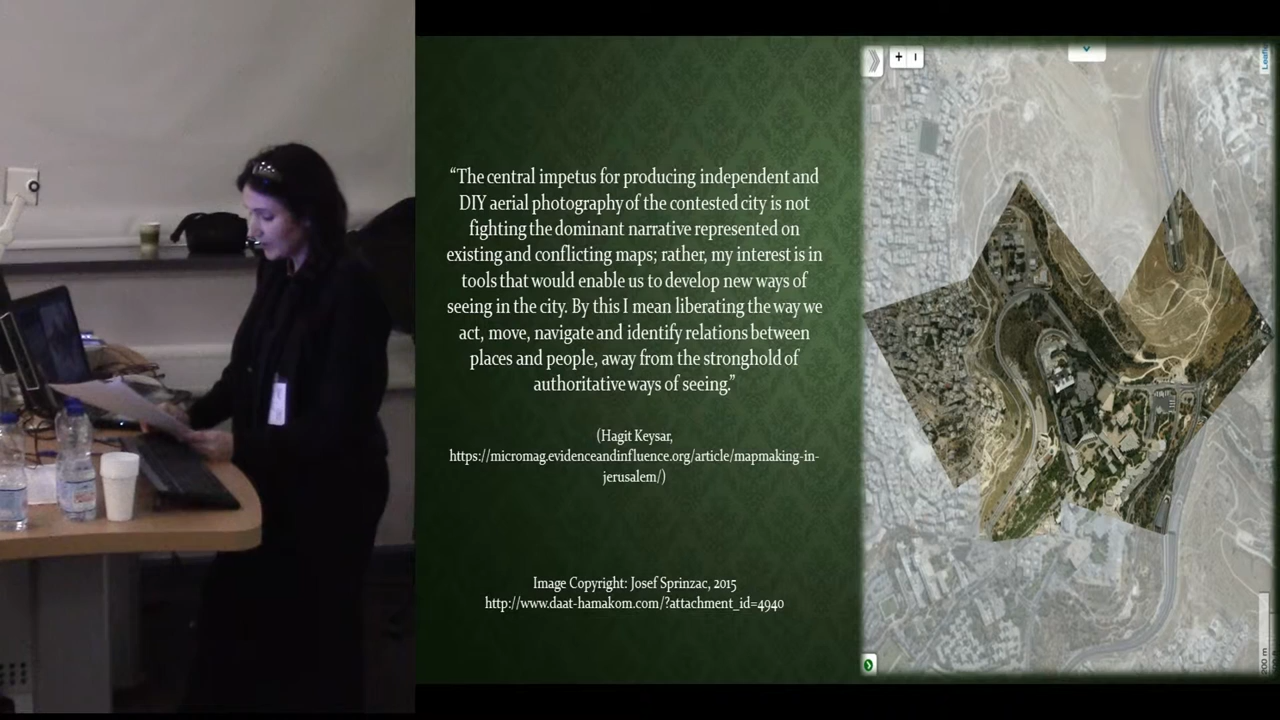 “The central impetus for producing independent and
DIY aerial photography of the contested city is not
fighting the dominant narrative represented on
existing and conflicting maps; rather, my interest is in
tools that would enable us to develop new ways of
seeing in the city. By this I mean liberating the way we
act, move, navigate and identify relations between
places and people, away from the stronghold of
authoritative ways of seeing.”
(Hagit Keysar,
https://micromag.evidenceandinfluence.org/article/mapmaking-in-
jerusalem/)
Image Copyright: Josef Sprinzac, 2015
http://www.daat-hamakom.com/?attachment_id=4940
200 m